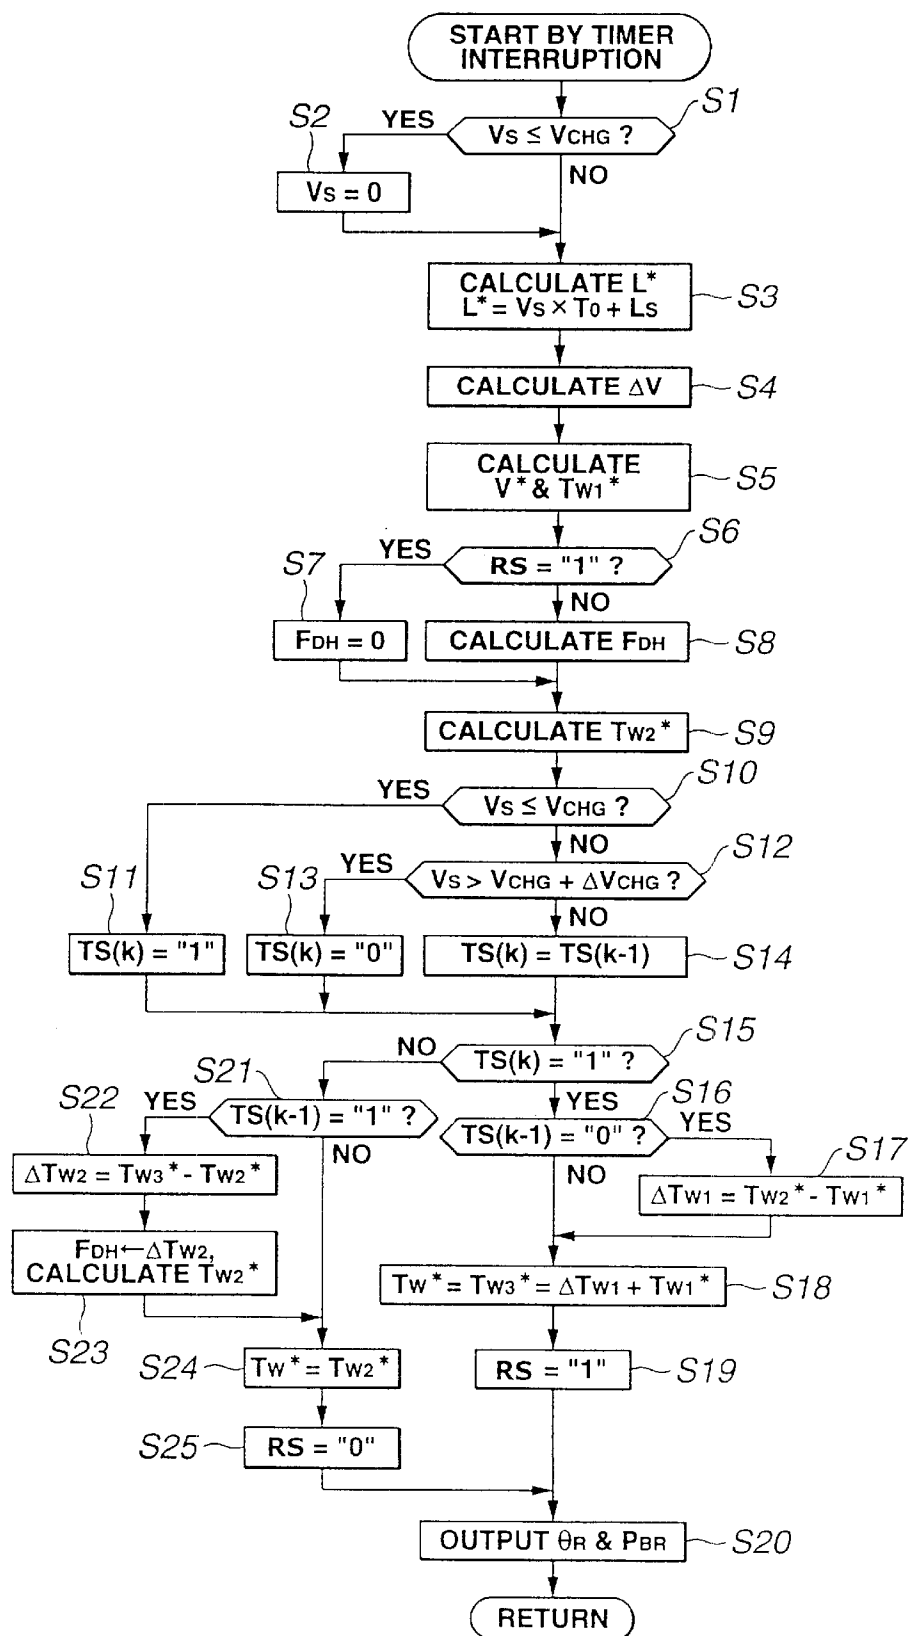 START BY TIMER
INTERRUPTION
S1
Vs ≤ VCHG ?
YES
S2
NO
Vs = 0
CALCULATE L*
L* = Vs × T0 + Ls
S3
CALCULATE ΔV
S4
CALCULATE
V* & TW1*
S5
S6
YES
RS = "1" ?
S7
NO
FDH = 0
CALCULATE FDH
S8
CALCULATE TW2*
S9
S10
YES
Vs ≤ VCHG ?
NO
S12
S11
S13
YES
Vs > VCHG + ΔVCHG ?
NO
TS(k) = "1"
TS(k) = "0"
TS(k) = TS(k-1)
S14
S15
NO
TS(k) = "1" ?
S21
S16
YES
S22
YES
TS(k-1) = "1" ?
TS(k-1) = "0" ?
YES
S17
NO
NO
ΔTW2 = TW3* - TW2*
ΔTW1 = TW2* - TW1*
FDH←ΔTW2,
CALCULATE TW2*
TW* = TW3* = ΔTW1 + TW1*
S18
S23
S24
TW* = TW2*
RS = "1"
S19
S25
RS = "0"
OUTPUT θR & PBR
S20
RETURN